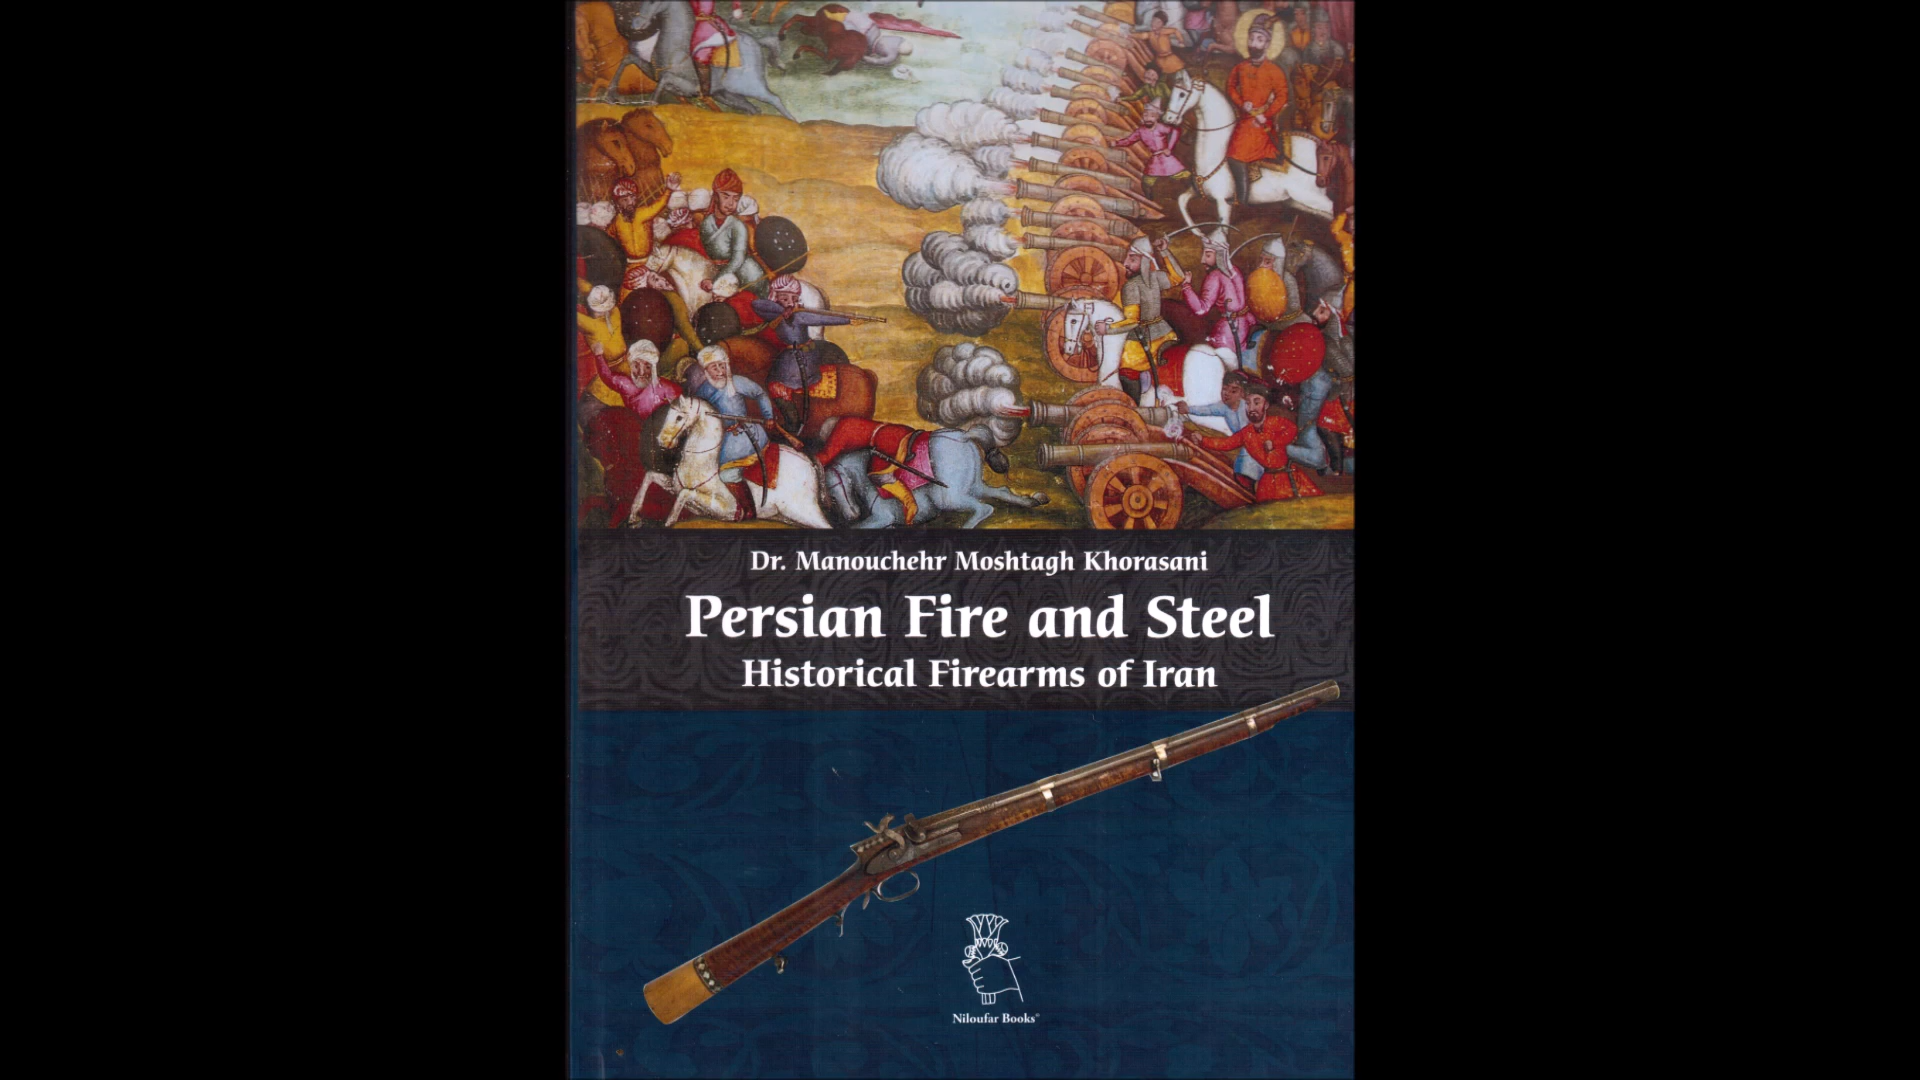 Dr. Manouchehr Moshtagh Khorasani
Persian Fire and Steel
Historical Firearms of Iran
Niloufar Books®